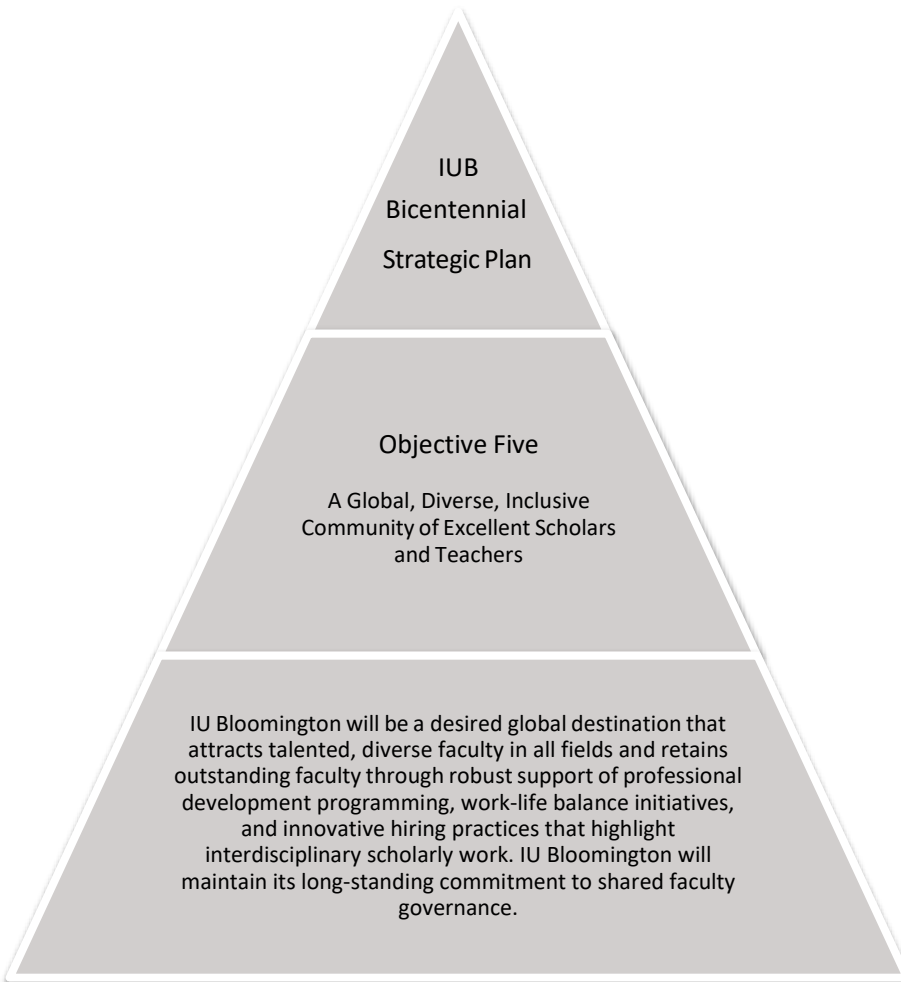 IUB
Bicentennial
Strategic Plan
Objective Five
A Global, Diverse, Inclusive
Community of Excellent Scholars
and Teachers
IU Bloomington will be a desired global destination that
attracts talented, diverse faculty in all fields and retains
outstanding faculty through robust support of professional
development programming, work-life balance initiatives,
and innovative hiring practices that highlight
interdisciplinary scholarly work. IU Bloomington will
maintain its long-standing commitment to shared faculty
governance.